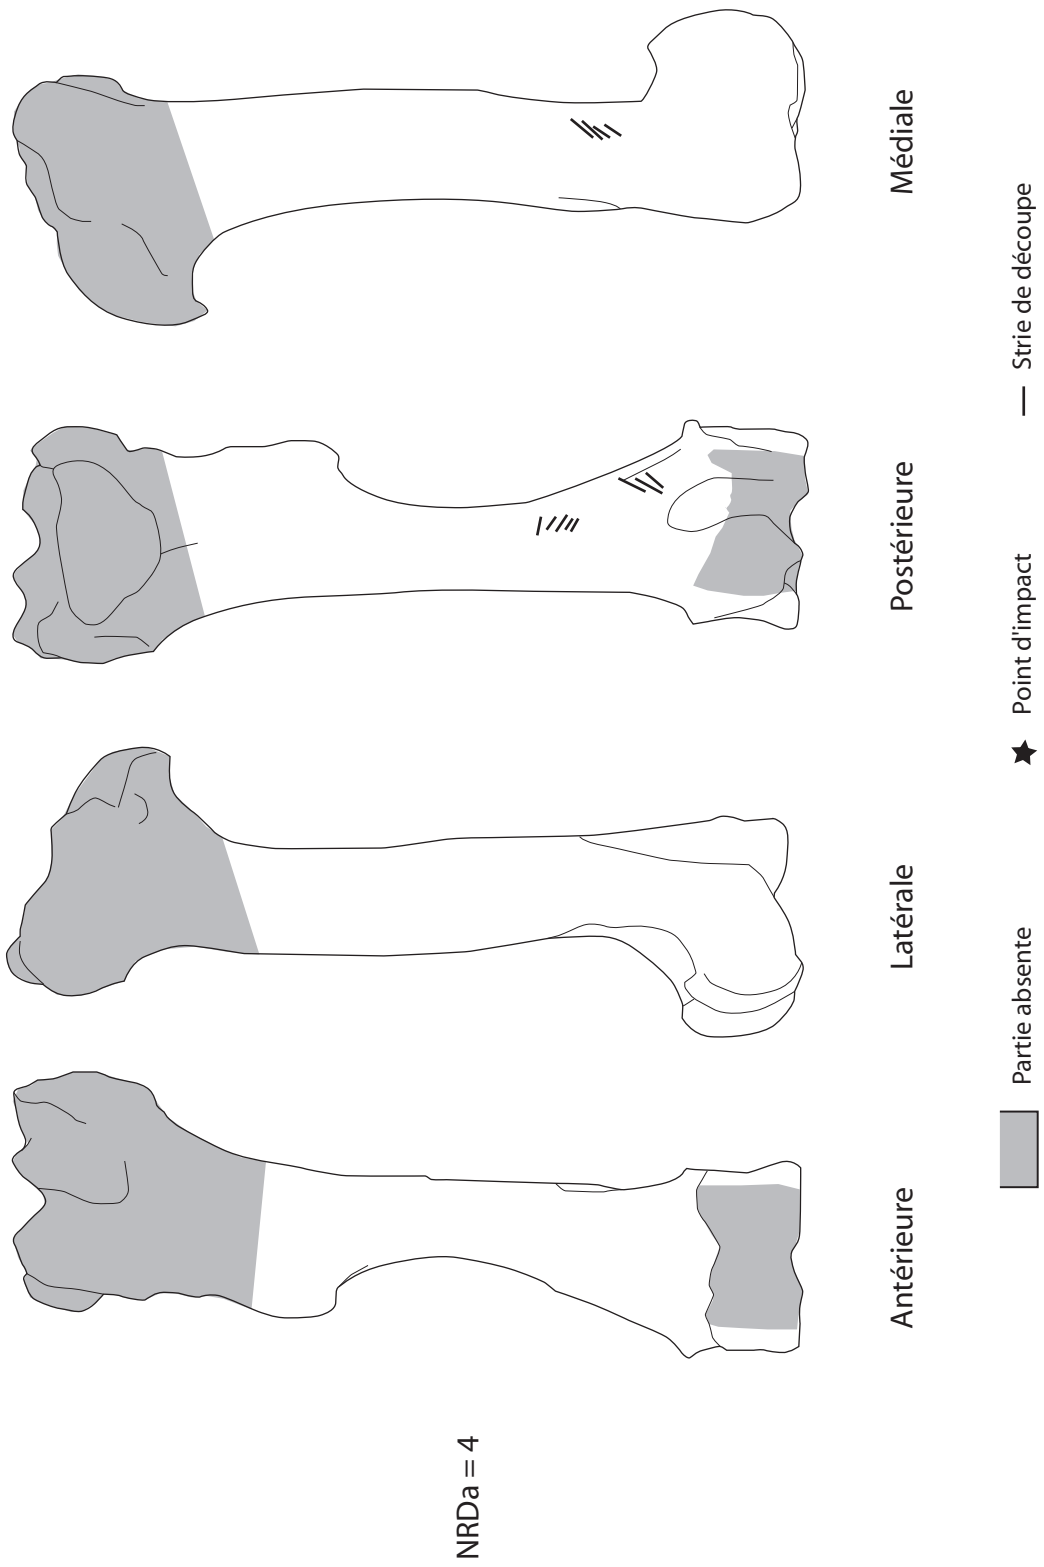 NRDa = 4
Antérieure
Latérale
Postérieure
Médiale
Partie absente
Point d'impact
Strie de découpe